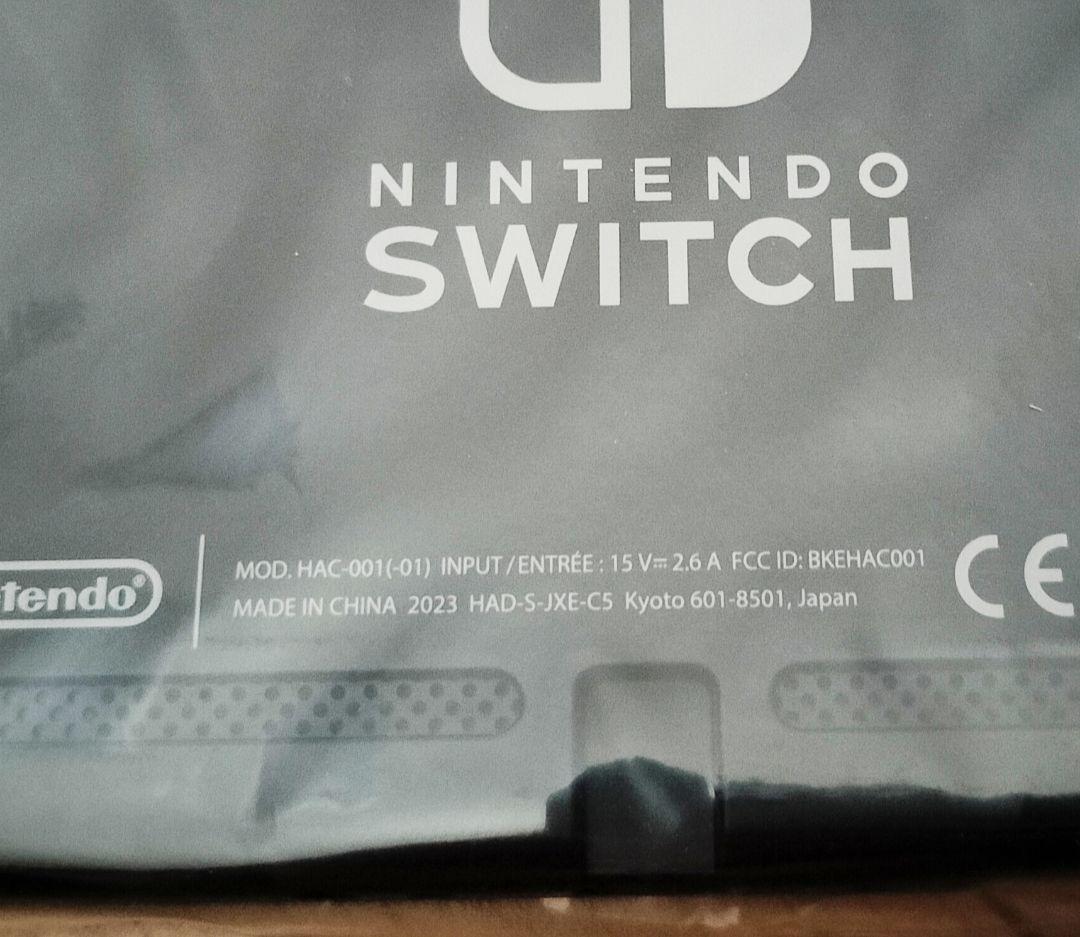 NINTENDO
SWITCH
tendo®
MOD. HAC-001(-01) INPUT/ENTRÉE : 15 V⎓ 2.6 A FCC ID: BKEHAC001
MADE IN CHINA 2023 HAD-S-JXE-C5 Kyoto 601-8501, Japan
CE